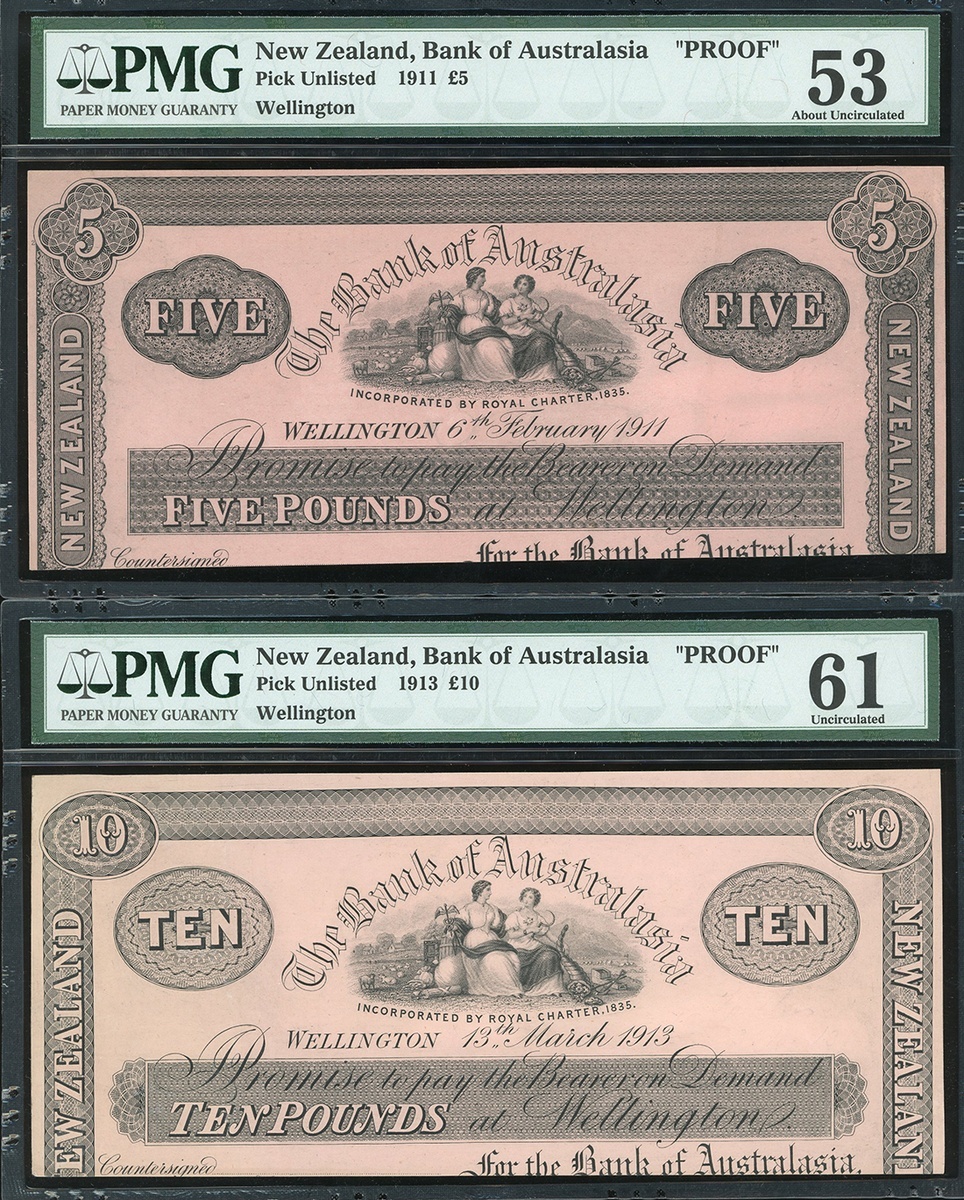 PMG
PAPER MONEY GUARANTY
New Zealand, Bank of Australasia "PROOF"
Pick Unlisted 1911 £5
Wellington
53
About Uncirculated
5
5
FIVE
FIVE
The Bank of Australasia
INCORPORATED BY ROYAL CHARTER, 1835.
NEW ZEALAND
NEW ZEALAND
WELLINGTON 6th February 1911
I Promise to pay the Bearer on Demand
FIVE POUNDS at Wellington
Countersigned
For the Bank of Australasia
PMG
PAPER MONEY GUARANTY
New Zealand, Bank of Australasia "PROOF"
Pick Unlisted 1913 £10
Wellington
61
Uncirculated
10
10
TEN
TEN
The Bank of Australasia
INCORPORATED BY ROYAL CHARTER, 1835.
EW ZEALAND
NEW ZEALAN
WELLINGTON 13th March 1913
I Promise to pay the Bearer on Demand
TEN POUNDS at Wellington.
Countersigned
For the Bank of Australasia.